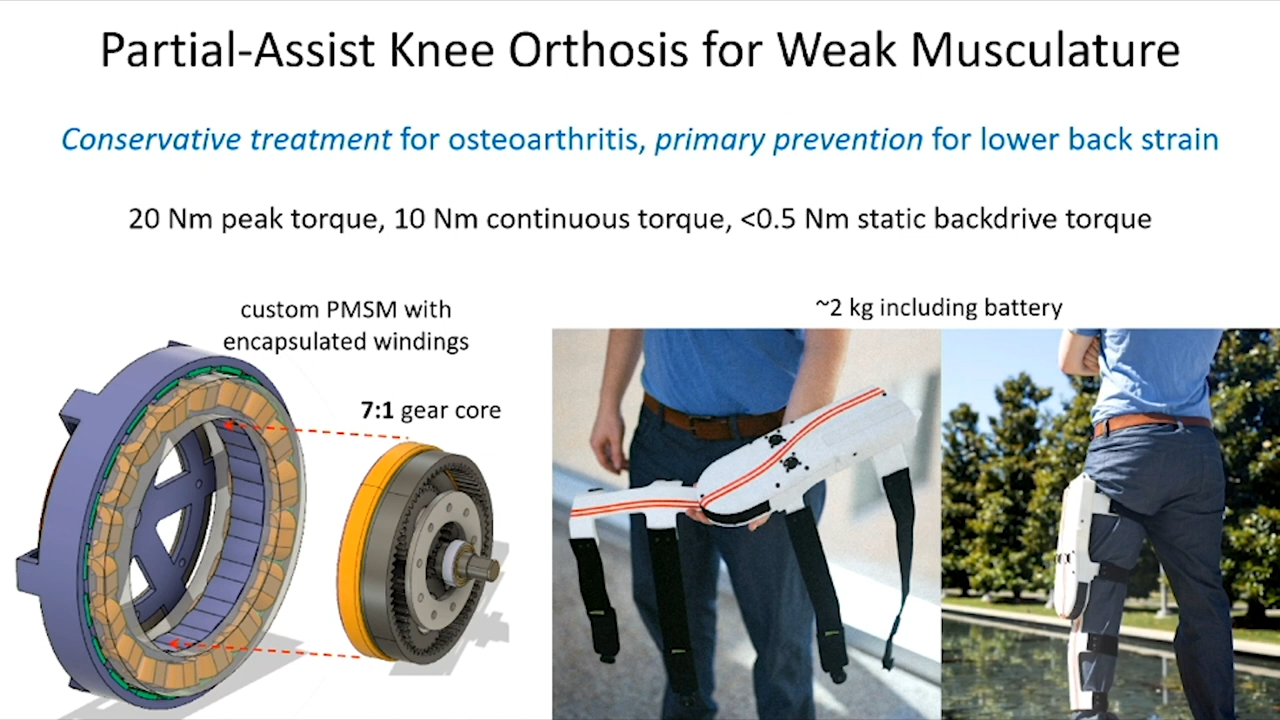 Partial-Assist Knee Orthosis for Weak Musculature
Conservative treatment for osteoarthritis, primary prevention for lower back strain
20 Nm peak torque, 10 Nm continuous torque, <0.5 Nm static backdrive torque
custom PMSM with
encapsulated windings
7:1 gear core
~2 kg including battery